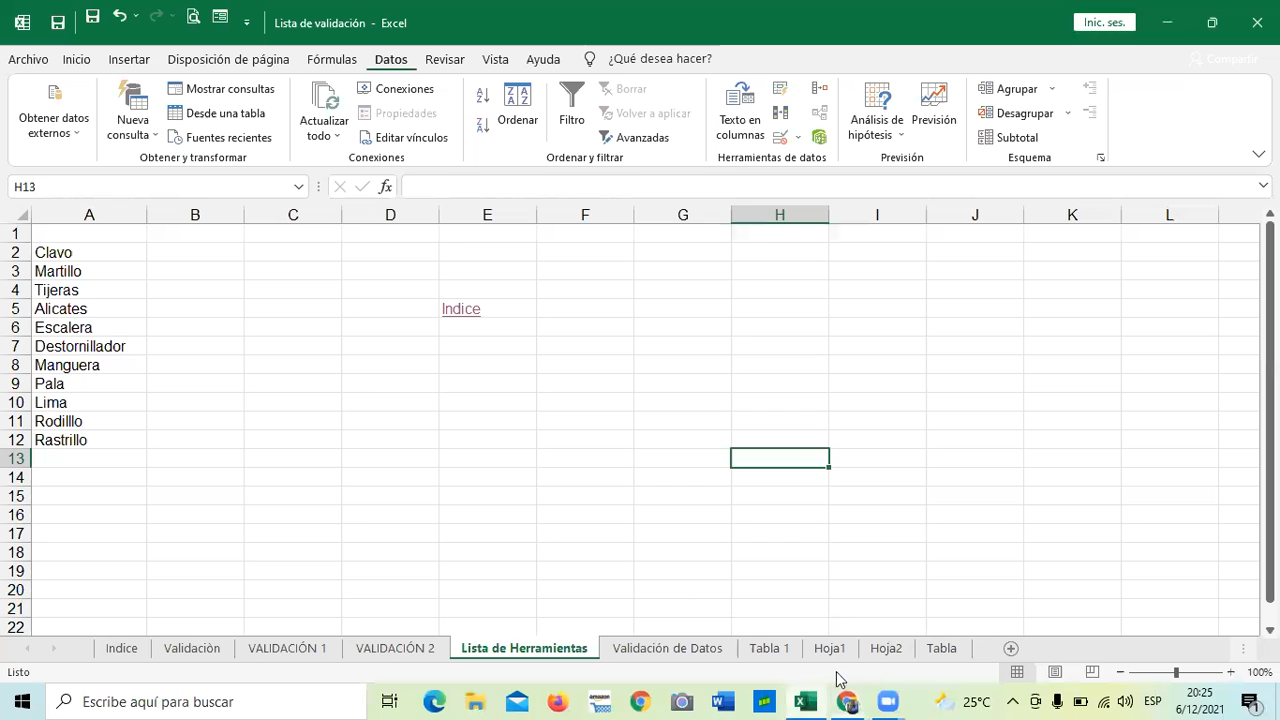 Lista de validación - Excel
Inic. ses.
Archivo Inicio Insertar Disposición de página Fórmulas Datos Revisar Vista Ayuda ¿Qué desea hacer? Compartir
Obtener datos externos
Nueva consulta
Mostrar consultas
Desde una tabla
Fuentes recientes
Obtener y transformar
Actualizar todo
Conexiones
Propiedades
Editar vínculos
Conexiones
Ordenar
Filtro
Borrar
Volver a aplicar
Avanzadas
Ordenar y filtrar
Texto en columnas
Herramientas de datos
Análisis de hipótesis
Previsión
Previsión
Agrupar
Desagrupar
Subtotal
Esquema
H13 fx
A B C D E F G H I J K L
1
2 Clavo
3 Martillo
4 Tijeras
5 Alicates Indice
6 Escalera
7 Destornillador
8 Manguera
9 Pala
10 Lima
11 Rodilllo
12 Rastrillo
13
14
15
16
17
18
19
20
21
22
Indice Validaciòn VALIDACIÓN 1 VALIDACIÓN 2 Lista de Herramientas Validación de Datos Tabla 1 Hoja1 Hoja2 Tabla
Listo 100%
Escribe aquí para buscar 25°C ESP 20:25
6/12/2021